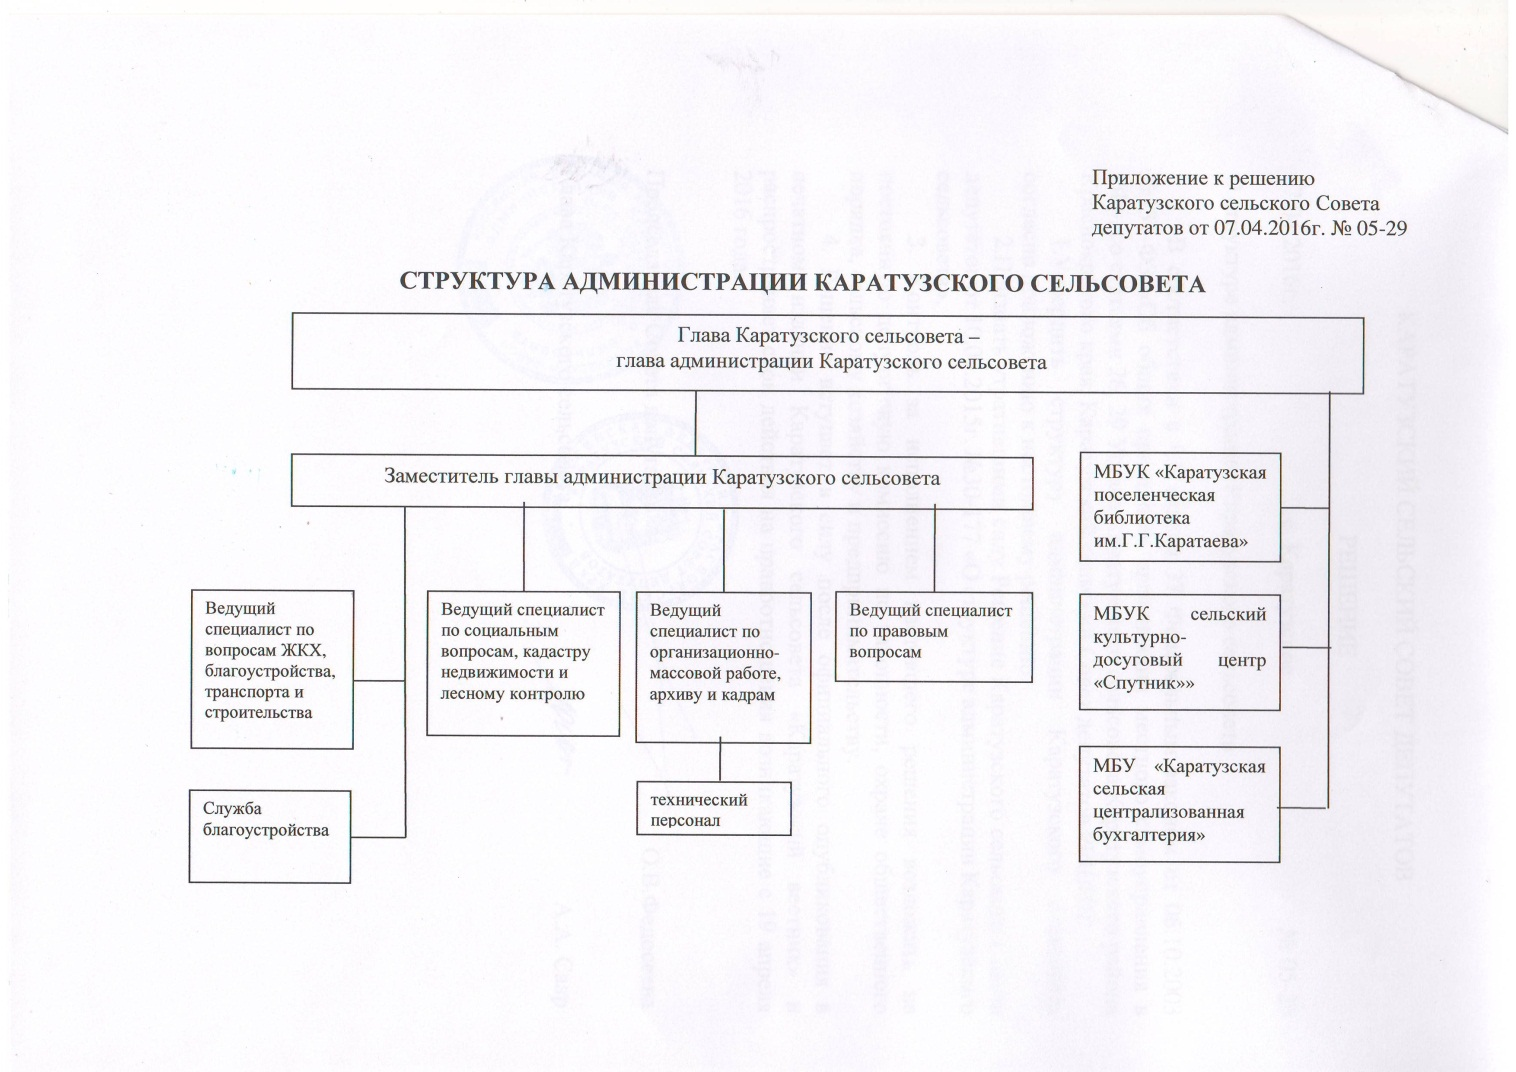 Приложение к решению
Каратузского сельского Совета
депутатов от 07.04.2016г. № 05-29
СТРУКТУРА АДМИНИСТРАЦИИ КАРАТУЗСКОГО СЕЛЬСОВЕТА
Глава Каратузского сельсовета –
глава администрации Каратузского сельсовета
Заместитель главы администрации Каратузского сельсовета
МБУК «Каратузская
поселенческая
библиотека
им.Г.Г.Каратаева»
Ведущий
специалист по
вопросам ЖКХ,
благоустройства,
транспорта и
строительства
Ведущий специалист
по социальным
вопросам, кадастру
недвижимости и
лесному контролю
Ведущий
специалист по
организационно-
массовой работе,
архиву и кадрам
Ведущий специалист
по правовым
вопросам
МБУК сельский
культурно-
досуговый центр
«Спутник»»
Служба
благоустройства
технический
персонал
МБУ «Каратузская
сельская
централизованная
бухгалтерия»